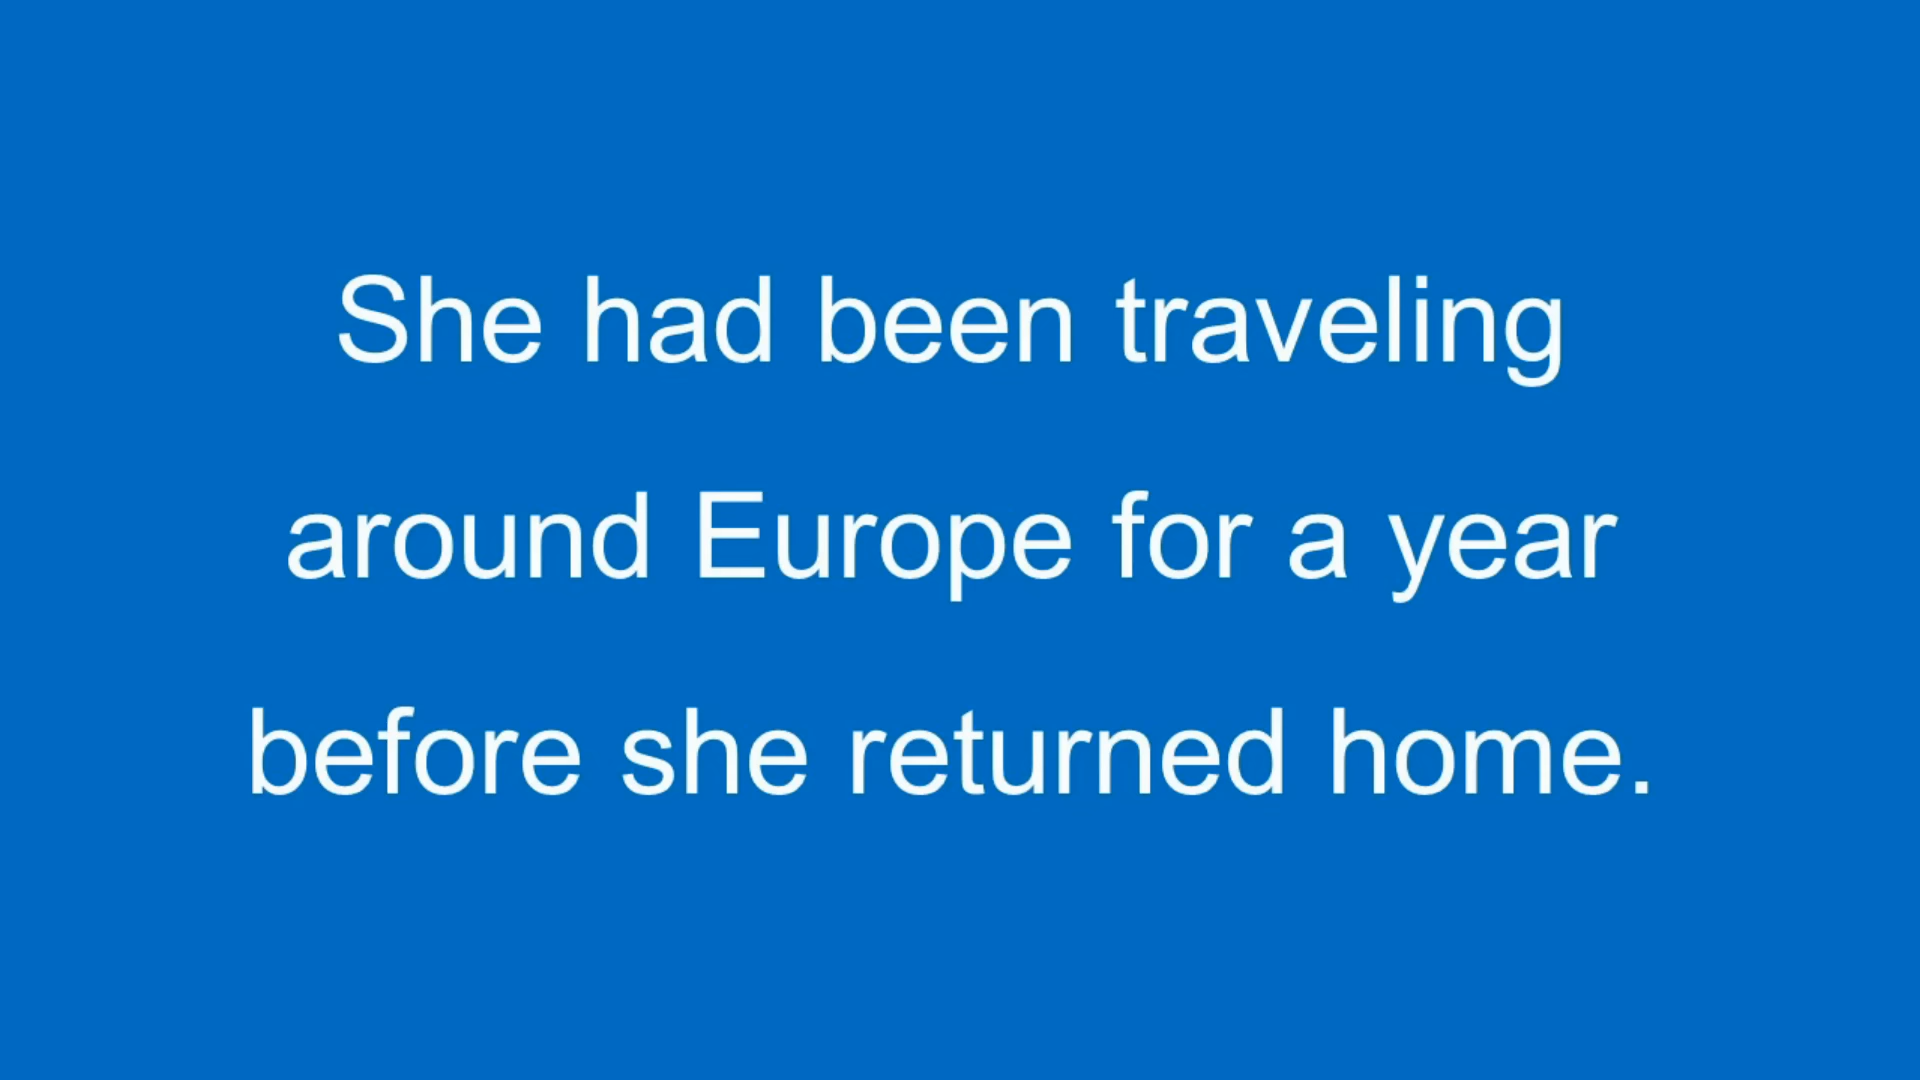 She had been traveling
around Europe for a year
before she returned home.